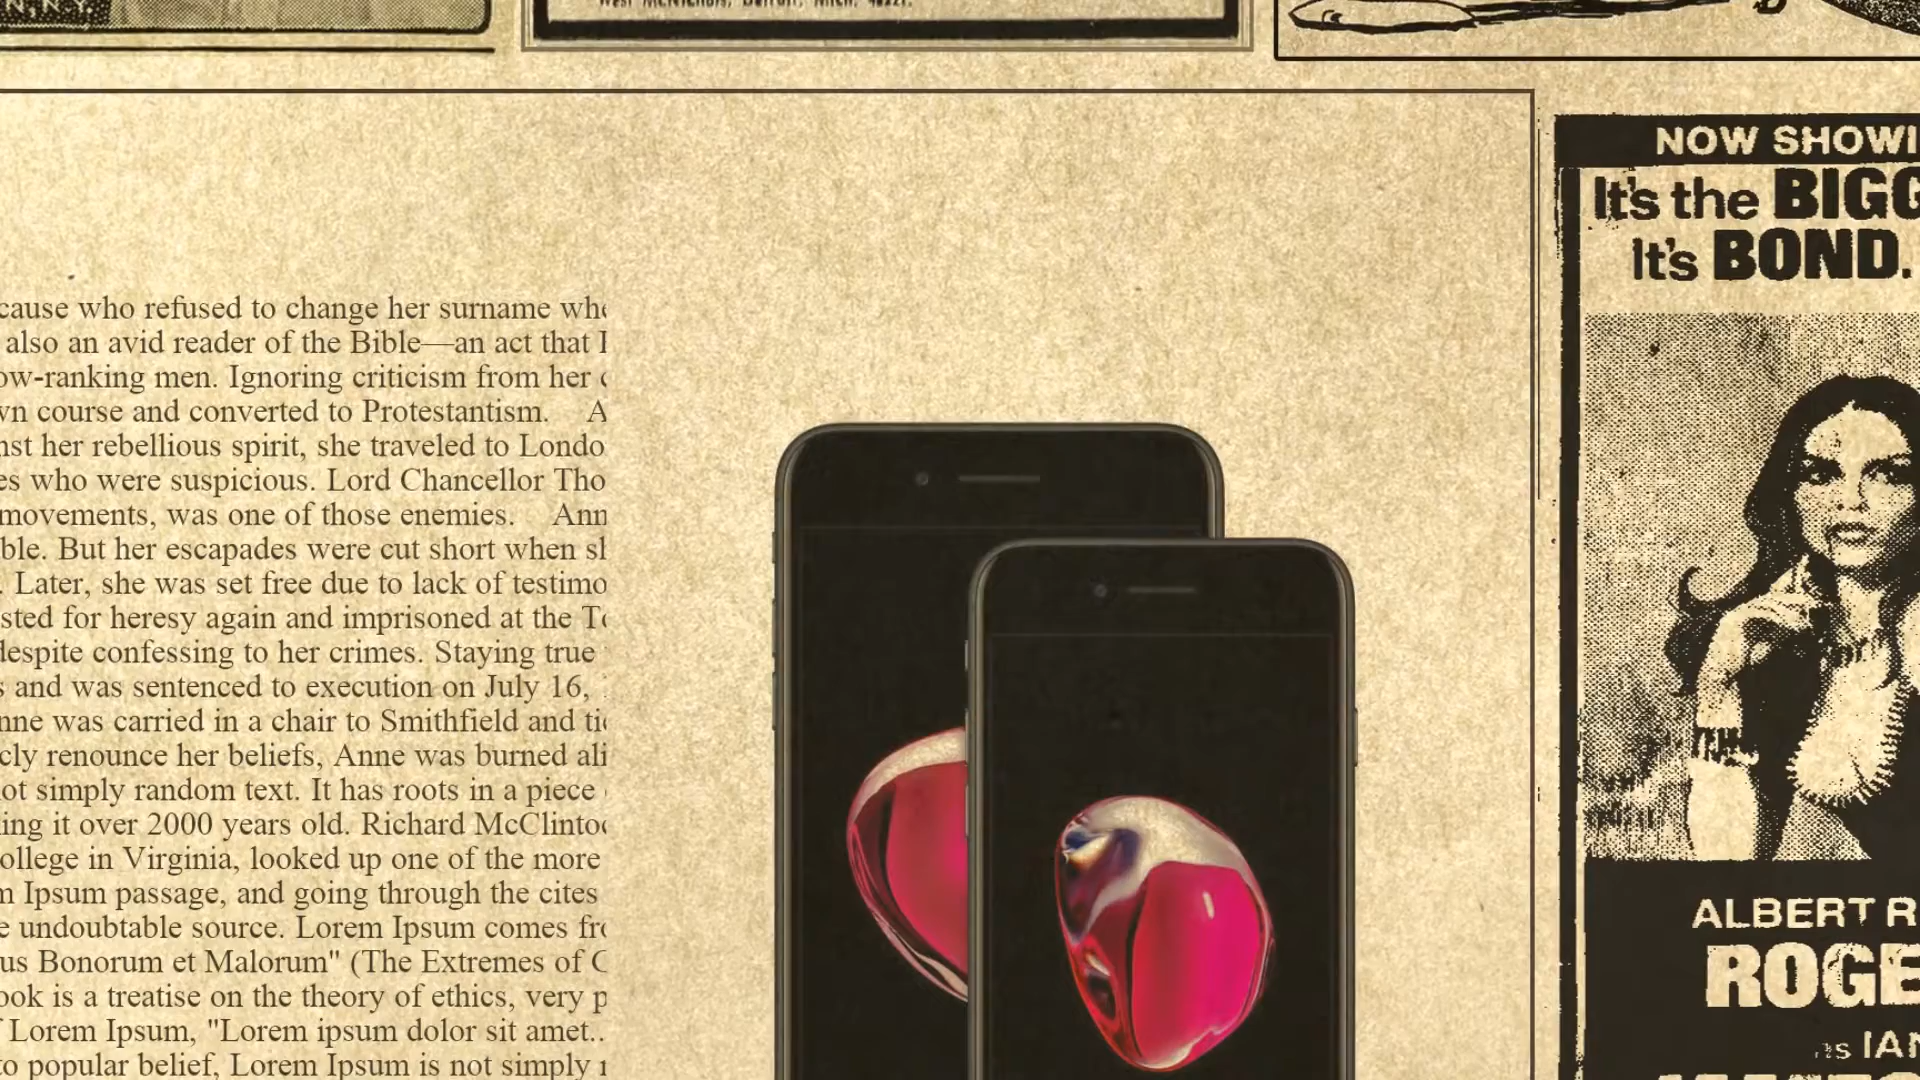 West McNichols, Detroit, Mich. 48221.
cause who refused to change her surname
also an avid reader of the Bible—an act that
ow-ranking men. Ignoring criticism from her
wn course and converted to Protestantism. A
nst her rebellious spirit, she traveled to Londo
es who were suspicious. Lord Chancellor Tho
movements, was one of those enemies. Ann
ble. But her escapades were cut short when
. Later, she was set free due to lack of testimo
sted for heresy again and imprisoned at the
despite confessing to her crimes. Staying true
s and was sentenced to execution on July 16,
nne was carried in a chair to Smithfield and
cly renounce her beliefs, Anne was burned ali
ot simply random text. It has roots in a piece
ing it over 2000 years old. Richard McClinto
ollege in Virginia, looked up one of the more
m Ipsum passage, and going through the cites
e undoubtable source. Lorem Ipsum comes
us Bonorum et Malorum" (The Extremes of
ook is a treatise on the theory of ethics, very
Lorem Ipsum, "Lorem ipsum dolor sit amet..
to popular belief, Lorem Ipsum is not simply
NOW SHOWI
It's the BIGG
It's BOND.
ALBERT R
ROGE
as IAN